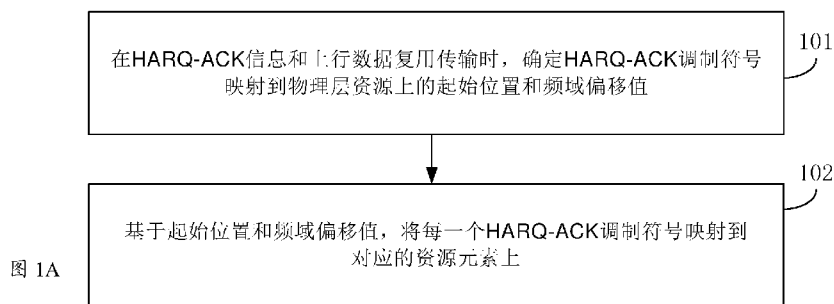 在HARQ-ACK信息和上行数据复用传输时，确定HARQ-ACK调制符号
映射到物理层资源上的起始位置和频域偏移值
101
基于起始位置和频域偏移值，将每一个HARQ-ACK调制符号映射到
对应的资源元素上
102
图 1A